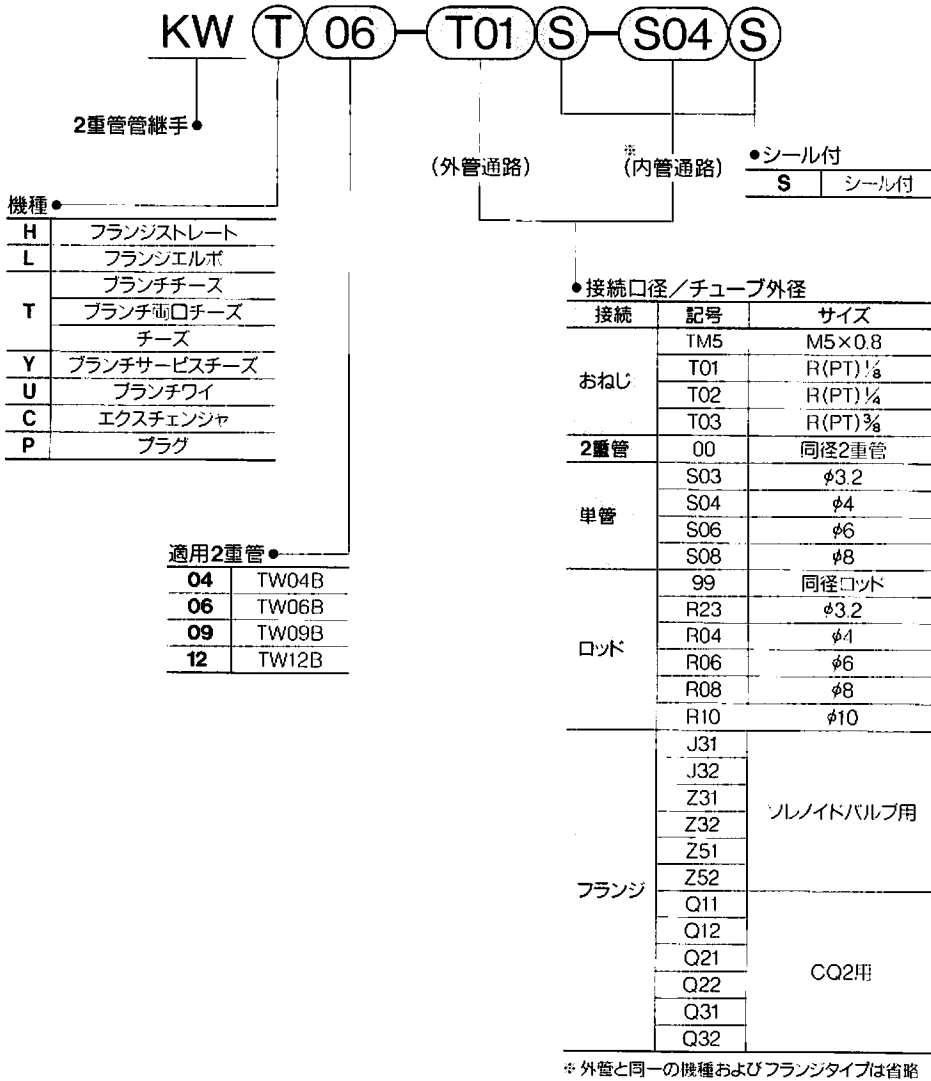 KW T 06-T01 S-S04 S
2重管管継手
(外管通路)
※(内管通路)
シール付
S シール付
機種
H フランジストレート
L フランジエルボ
T ブランチチーズ
ブランチ両口チーズ
チーズ
Y ブランチサービスチーズ
U ブランチワイ
C エクスチェンジャ
P プラグ
適用2重管
04 TW04B
06 TW06B
09 TW09B
12 TW12B
接続口径/チューブ外径
接続 記号 サイズ
おねじ TM5 M5×0.8
T01 R(PT)⅛
T02 R(PT)¼
T03 R(PT)⅜
2重管 00 同径2重管
単管 S03 φ3.2
S04 φ4
S06 φ6
S08 φ8
ロッド 99 同径ロッド
R23 φ3.2
R04 φ4
R06 φ6
R08 φ8
R10 φ10
フランジ J31 ソレノイドバルブ用
J32
Z31
Z32
Z51
Z52
Q11 CQ2用
Q12
Q21
Q22
Q31
Q32
※外管と同一の機種およびフランジタイプは省略